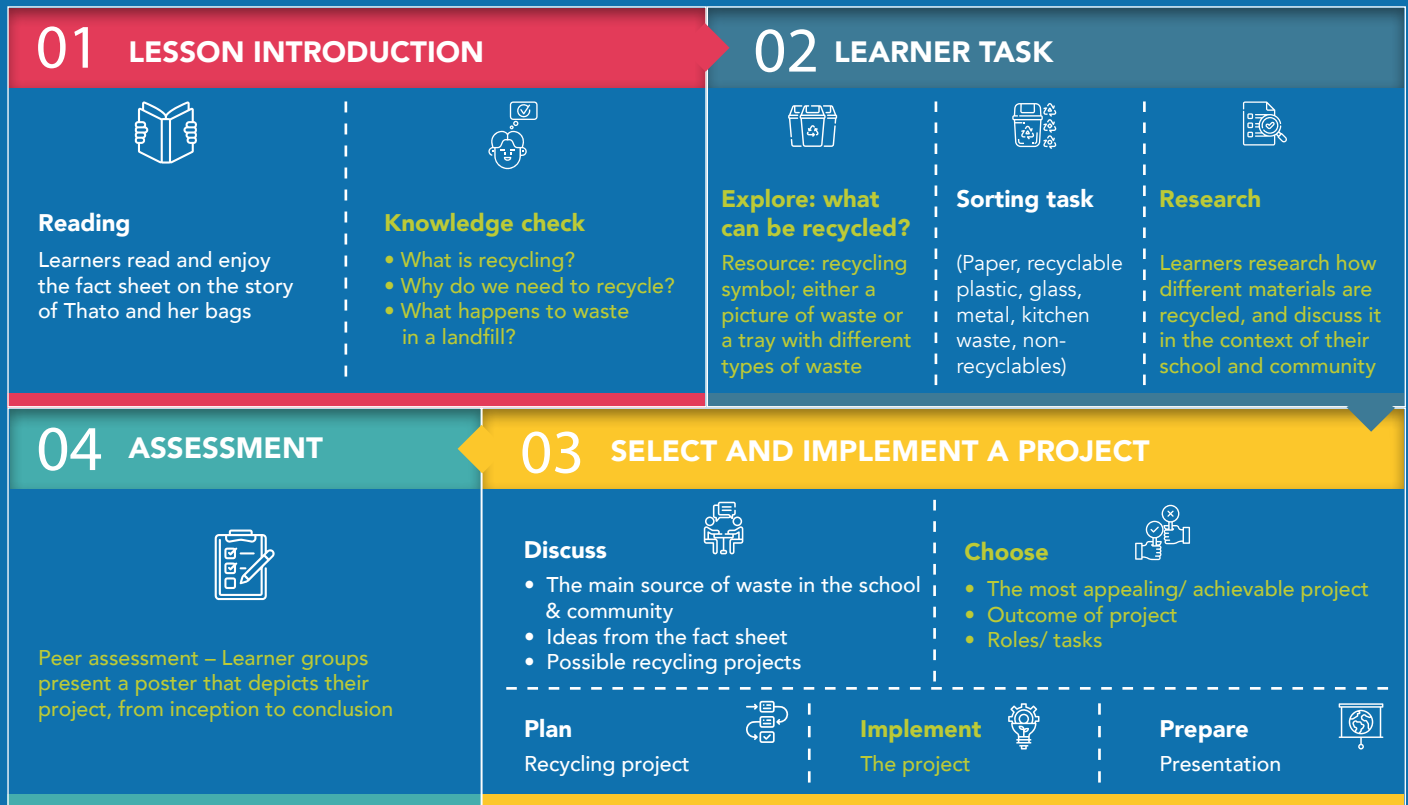 01 LESSON INTRODUCTION
Reading
Learners read and enjoy
the fact sheet on the story
of Thato and her bags
Knowledge check
• What is recycling?
• Why do we need to recycle?
• What happens to waste
in a landfill?
02 LEARNER TASK
Explore: what
can be recycled?
Resource: recycling
symbol; either a
picture of waste or
a tray with different
types of waste
Sorting task
(Paper, recyclable
plastic, glass,
metal, kitchen
waste, non-
recyclables)
Research
Learners research how
different materials are
recycled, and discuss it
in the context of their
school and community
03 SELECT AND IMPLEMENT A PROJECT
Discuss
• The main source of waste in the school
& community
• Ideas from the fact sheet
• Possible recycling projects
Choose
• The most appealing/ achievable project
• Outcome of project
• Roles/ tasks
Plan
Recycling project
Implement
The project
Prepare
Presentation
04 ASSESSMENT
Peer assessment – Learner groups
present a poster that depicts their
project, from inception to conclusion